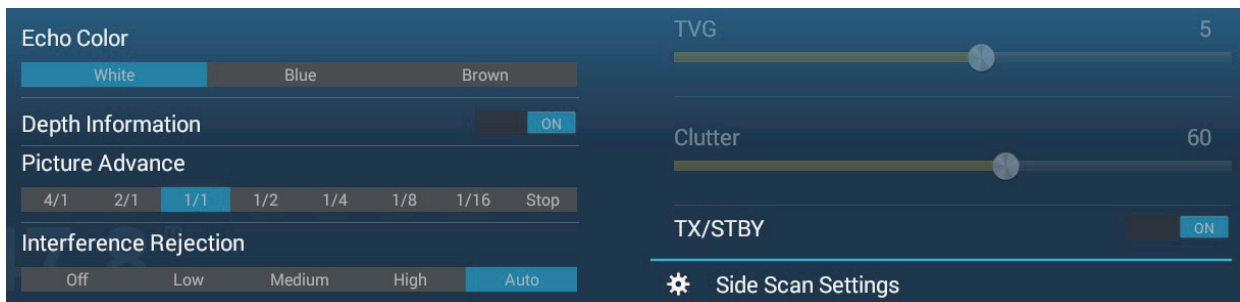 Echo Color
White Blue Brown
Depth Information ON
Picture Advance
4/1 2/1 1/1 1/2 1/4 1/8 1/16 Stop
Interference Rejection
Off Low Medium High Auto
TVG 5
Clutter 60
TX/STBY ON
Side Scan Settings